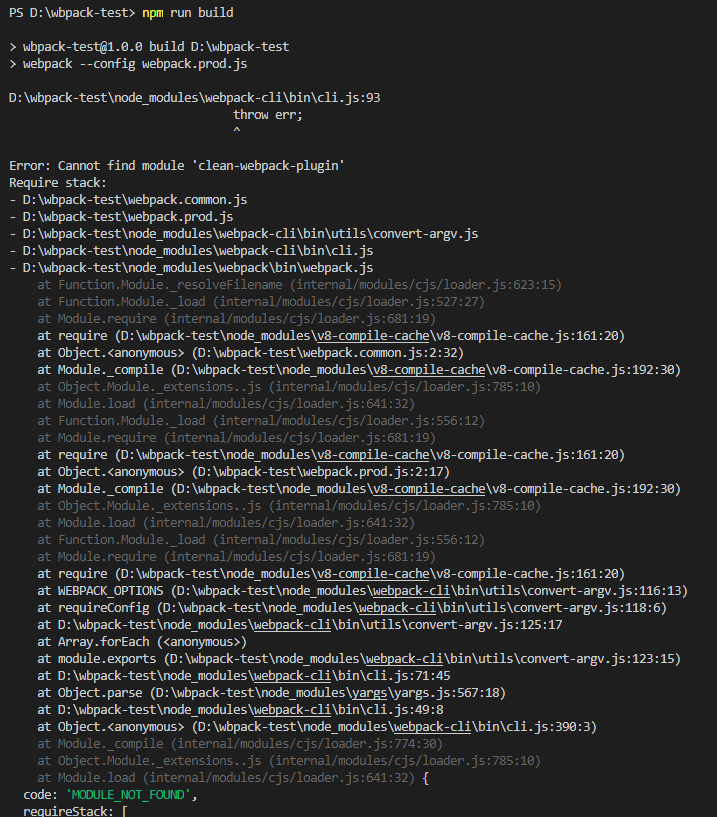 PS D:\wbpack-test> npm run build
> wbpack-test@1.0.0 build D:\wbpack-test
> webpack --config webpack.prod.js
D:\wbpack-test\node_modules\webpack-cli\bin\cli.js:93
throw err;
^
Error: Cannot find module 'clean-webpack-plugin'
Require stack:
- D:\wbpack-test\webpack.common.js
- D:\wbpack-test\webpack.prod.js
- D:\wbpack-test\node_modules\webpack-cli\bin\utils\convert-argv.js
- D:\wbpack-test\node_modules\webpack-cli\bin\cli.js
- D:\wbpack-test\node_modules\webpack\bin\webpack.js
at Function.Module._resolveFilename (internal/modules/cjs/loader.js:623:15)
at Function.Module._load (internal/modules/cjs/loader.js:527:27)
at Module.require (internal/modules/cjs/loader.js:681:19)
at require (D:\wbpack-test\node_modules\v8-compile-cache\v8-compile-cache.js:161:20)
at Object.<anonymous> (D:\wbpack-test\webpack.common.js:2:32)
at Module._compile (D:\wbpack-test\node_modules\v8-compile-cache\v8-compile-cache.js:192:30)
at Object.Module._extensions..js (internal/modules/cjs/loader.js:785:10)
at Module.load (internal/modules/cjs/loader.js:641:32)
at Function.Module._load (internal/modules/cjs/loader.js:556:12)
at Module.require (internal/modules/cjs/loader.js:681:19)
at require (D:\wbpack-test\node_modules\v8-compile-cache\v8-compile-cache.js:161:20)
at Object.<anonymous> (D:\wbpack-test\webpack.prod.js:2:17)
at Module._compile (D:\wbpack-test\node_modules\v8-compile-cache\v8-compile-cache.js:192:30)
at Object.Module._extensions..js (internal/modules/cjs/loader.js:785:10)
at Module.load (internal/modules/cjs/loader.js:641:32)
at Function.Module._load (internal/modules/cjs/loader.js:556:12)
at Module.require (internal/modules/cjs/loader.js:681:19)
at require (D:\wbpack-test\node_modules\v8-compile-cache\v8-compile-cache.js:161:20)
at WEBPACK_OPTIONS (D:\wbpack-test\node_modules\webpack-cli\bin\utils\convert-argv.js:116:13)
at requireConfig (D:\wbpack-test\node_modules\webpack-cli\bin\utils\convert-argv.js:118:6)
at D:\wbpack-test\node_modules\webpack-cli\bin\utils\convert-argv.js:125:17
at Array.forEach (<anonymous>)
at module.exports (D:\wbpack-test\node_modules\webpack-cli\bin\utils\convert-argv.js:123:15)
at D:\wbpack-test\node_modules\webpack-cli\bin\cli.js:71:45
at Object.parse (D:\wbpack-test\node_modules\yargs\yargs.js:567:18)
at D:\wbpack-test\node_modules\webpack-cli\bin\cli.js:49:8
at Object.<anonymous> (D:\wbpack-test\node_modules\webpack-cli\bin\cli.js:390:3)
at Module._compile (internal/modules/cjs/loader.js:774:30)
at Object.Module._extensions..js (internal/modules/cjs/loader.js:785:10)
at Module.load (internal/modules/cjs/loader.js:641:32) {
code: 'MODULE_NOT_FOUND',
requireStack: [